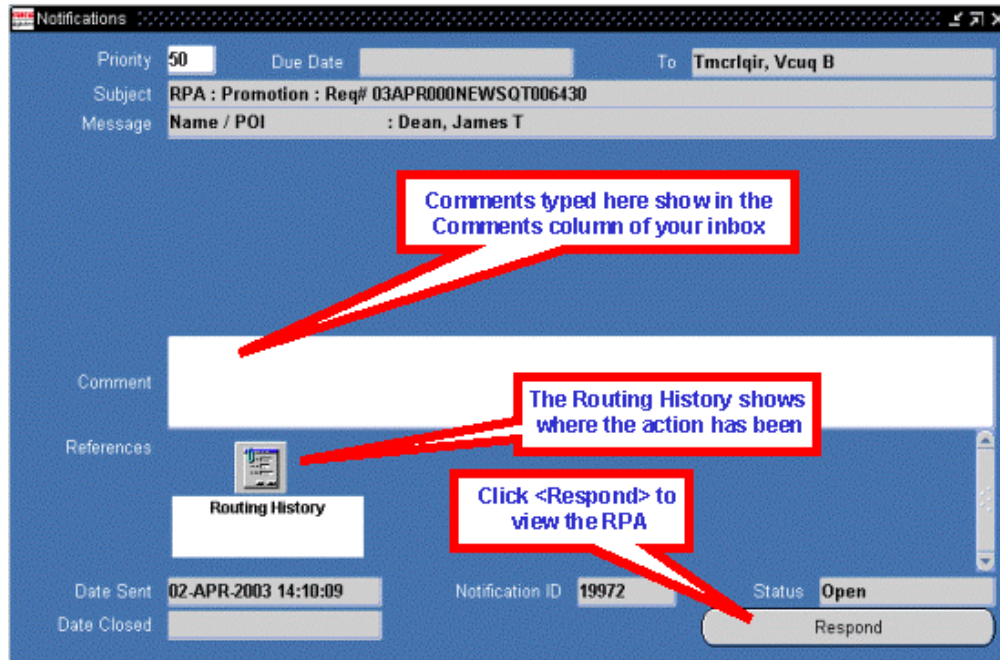 Notifications
Priority 50 Due Date To Tmcrlqir, Vcuq B
Subject RPA : Promotion : Req# 03APR000NEWSQT006430
Message Name / POI : Dean, James T
Comments typed here show in the
Comments column of your inbox
Comment
The Routing History shows
where the action has been
References
Routing History
Click <Respond> to
view the RPA
Date Sent 02-APR-2003 14:10:09 Notification ID 19972 Status Open
Date Closed Respond